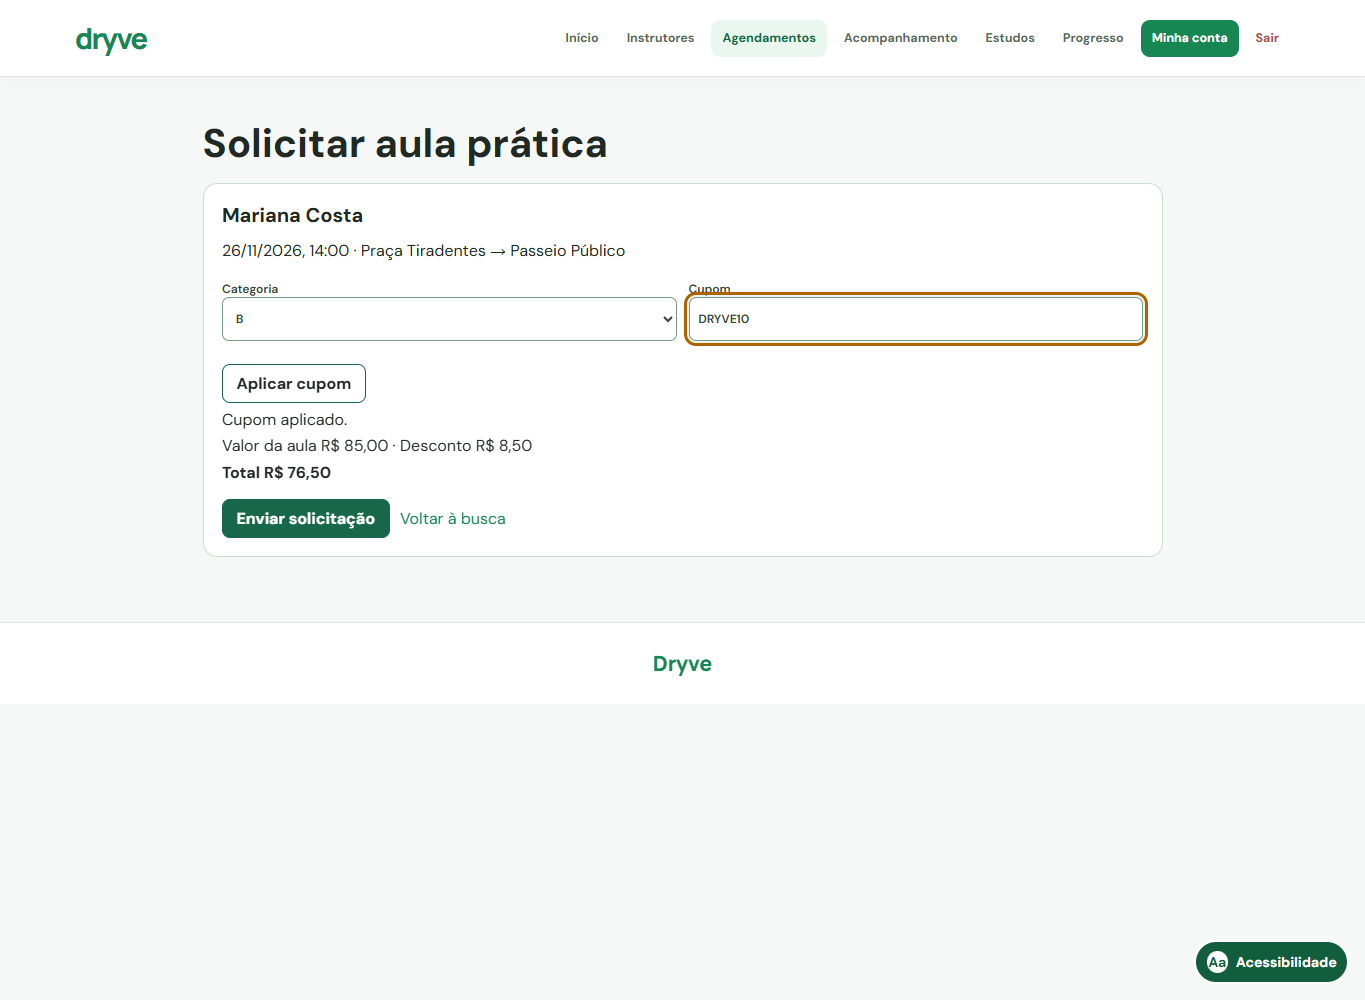 dryve
Início Instrutores Agendamentos Acompanhamento Estudos Progresso Minha conta Sair
Solicitar aula prática
Mariana Costa
26/11/2026, 14:00 · Praça Tiradentes → Passeio Público
Categoria Cupom
B DRYVE10
Aplicar cupom
Cupom aplicado.
Valor da aula R$ 85,00 · Desconto R$ 8,50
Total R$ 76,50
Enviar solicitação Voltar à busca
Dryve
Aa Acessibilidade